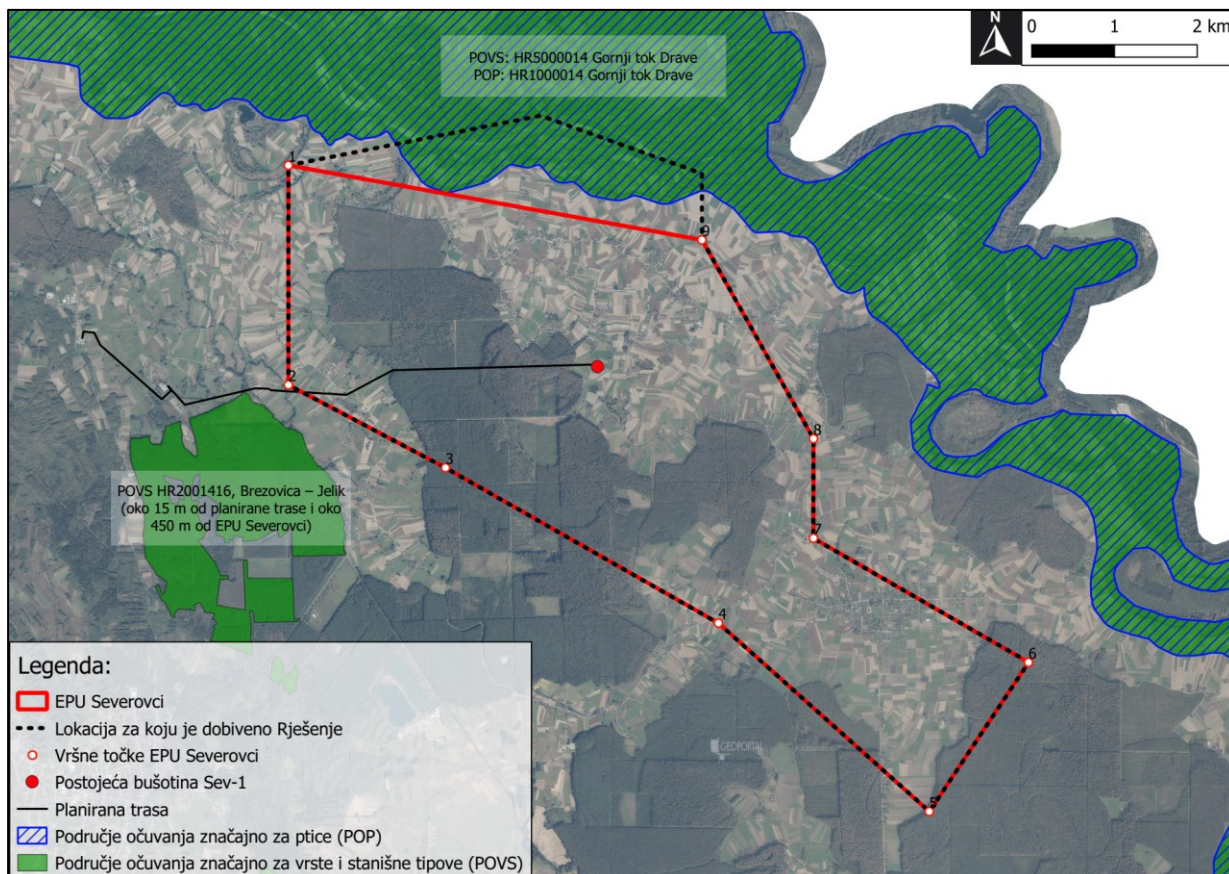 POVS: HR5000014 Gornji tok Drave
POP: HR1000014 Gornji tok Drave
N
0 1 2 km
1
9
2
8
3
POVS HR2001416, Brezovica – Jelik
(oko 15 m od planirane trase i oko
450 m od EPU Severovci)
7
4
6
5
GEOPORTAL
Legenda:
EPU Severovci
Lokacija za koju je dobiveno Rješenje
Vršne točke EPU Severovci
Postojeća bušotina Sev-1
Planirana trasa
Područje očuvanja značajno za ptice (POP)
Područje očuvanja značajno za vrste i stanišne tipove (POVS)